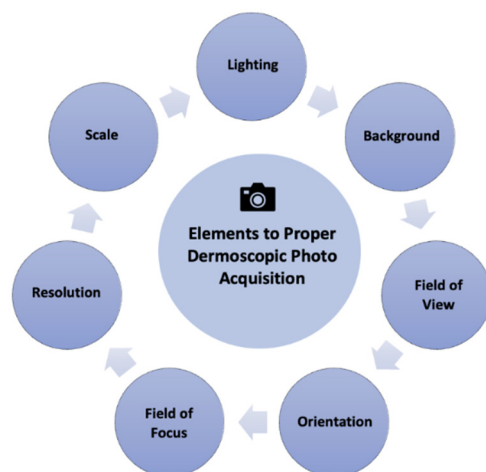 Lighting
Background
Field of
View
Orientation
Field of
Focus
Resolution
Scale
Elements to Proper
Dermoscopic Photo
Acquisition